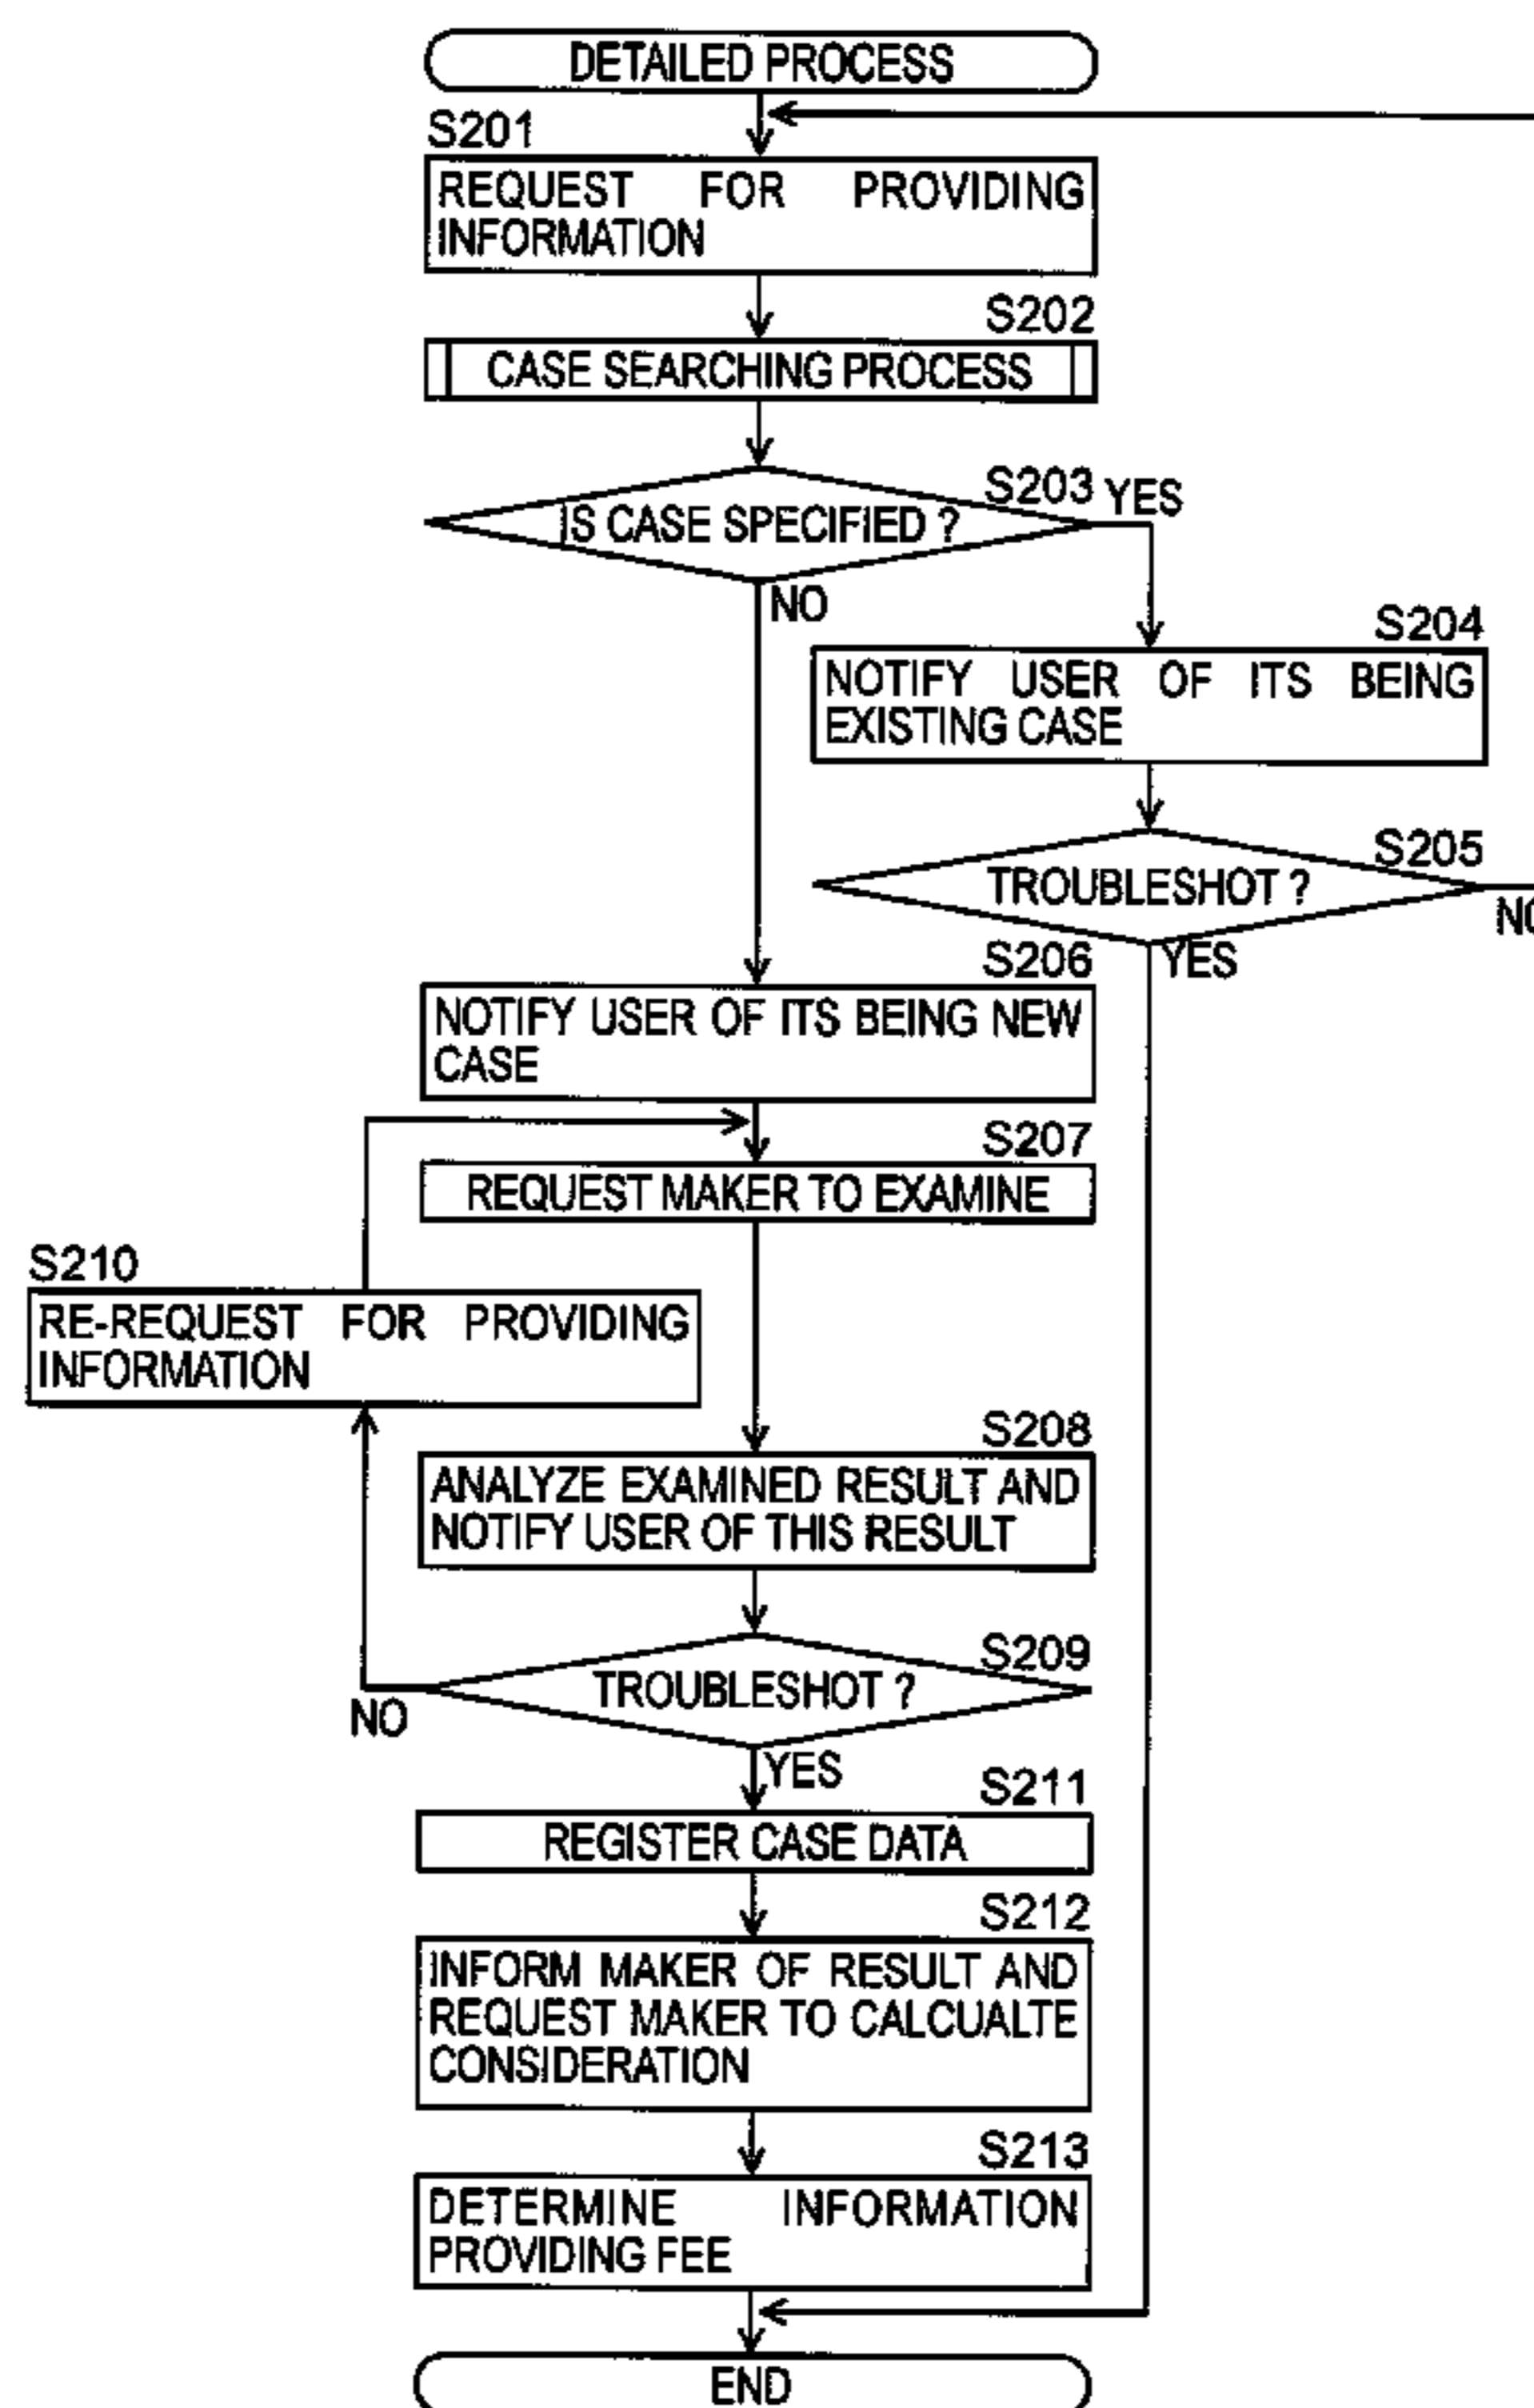 DETAILED PROCESS
S201
REQUEST FOR PROVIDING
INFORMATION
S202
CASE SEARCHING PROCESS
S203
YES
IS CASE SPECIFIED ?
NO
S204
NOTIFY USER OF ITS BEING
EXISTING CASE
S205
TROUBLESHOT ?
NO
YES
S206
NOTIFY USER OF ITS BEING NEW
CASE
S207
REQUEST MAKER TO EXAMINE
S210
RE-REQUEST FOR PROVIDING
INFORMATION
S208
ANALYZE EXAMINED RESULT AND
NOTIFY USER OF THIS RESULT
S209
TROUBLESHOT ?
NO
YES
S211
REGISTER CASE DATA
S212
INFORM MAKER OF RESULT AND
REQUEST MAKER TO CALCUALTE
CONSIDERATION
S213
DETERMINE INFORMATION
PROVIDING FEE
END